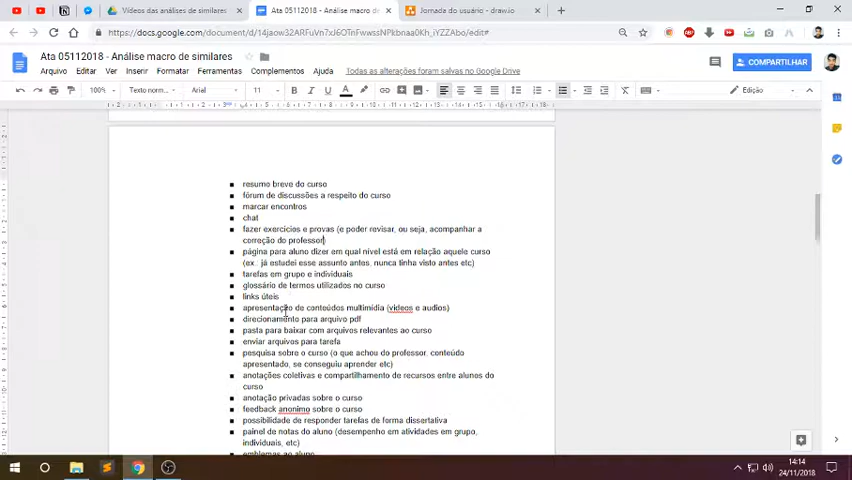 Vídeos das análises de similares
Ata 05112018 - Análise macro de
Jornada do usuário - draw.io
https://docs.google.com/document/d/14jaow32ARFuVn7xJ6OTnFwwssNPkbnaa0Kh_iYZZAbo/edit#
Ata 05112018 - Análise macro de similares
Arquivo Editar Ver Inserir Formatar Ferramentas Complementos Ajuda Todas as alterações foram salvas no Google Drive
COMPARTILHAR
100% Texto norm... Arial 11 Edição
resumo breve do curso
fórum de discussões a respeito do curso
marcar encontros
chat
fazer exercícios e provas (e poder revisar, ou seja, acompanhar a
correção do professor)
página para aluno dizer em qual nível está em relação aquele curso
(ex.: já estudei esse assunto antes, nunca tinha visto antes etc)
tarefas em grupo e individuais
glossário de termos utilizados no curso
links úteis
apresentação de conteúdos multimídia (videos e audios)
direcionamento para arquivo pdf
pasta para baixar com arquivos relevantes ao curso
enviar arquivos para tarefa
pesquisa sobre o curso (o que achou do professor, conteúdo
apresentado, se conseguiu aprender etc)
anotações coletivas e compartilhamento de recursos entre alunos do
curso
anotação privadas sobre o curso
feedback anonimo sobre o curso
possibilidade de responder tarefas de forma dissertativa
painel de notas do aluno (desempenho em atividades em grupo,
individuais, etc)
emblemas ao aluno
14:14
24/11/2018